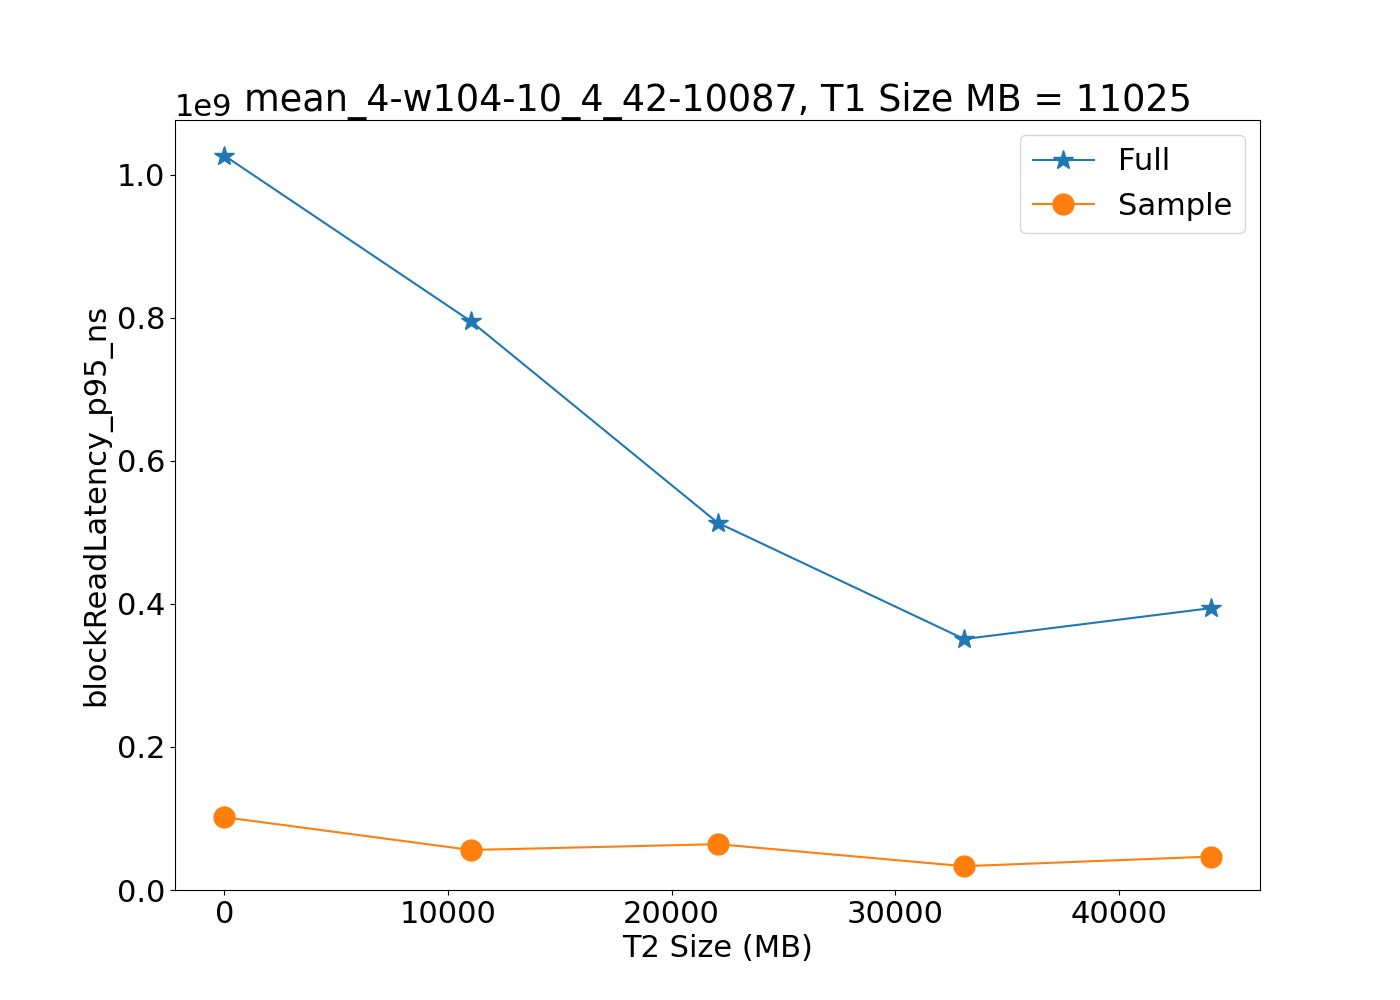 1e9
mean_4-w104-10_4_42-10087, T1 Size MB = 11025
Full
Sample
blockReadLatency_p95_ns
1.0
0.8
0.6
0.4
0.2
0.0
0 10000 20000 30000 40000
T2 Size (MB)